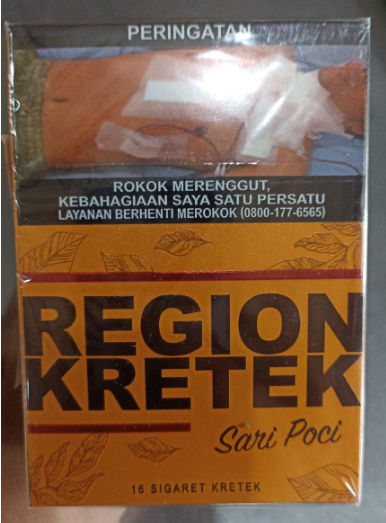 PERINGATAN
ROKOK MERENGGUT,
KEBAHAGIAAN SAYA SATU PERSATU
LAYANAN BERHENTI MEROKOK (0800-177-6565)
REGION
KRETEK
Sari Poci
16 SIGARET KRETEK